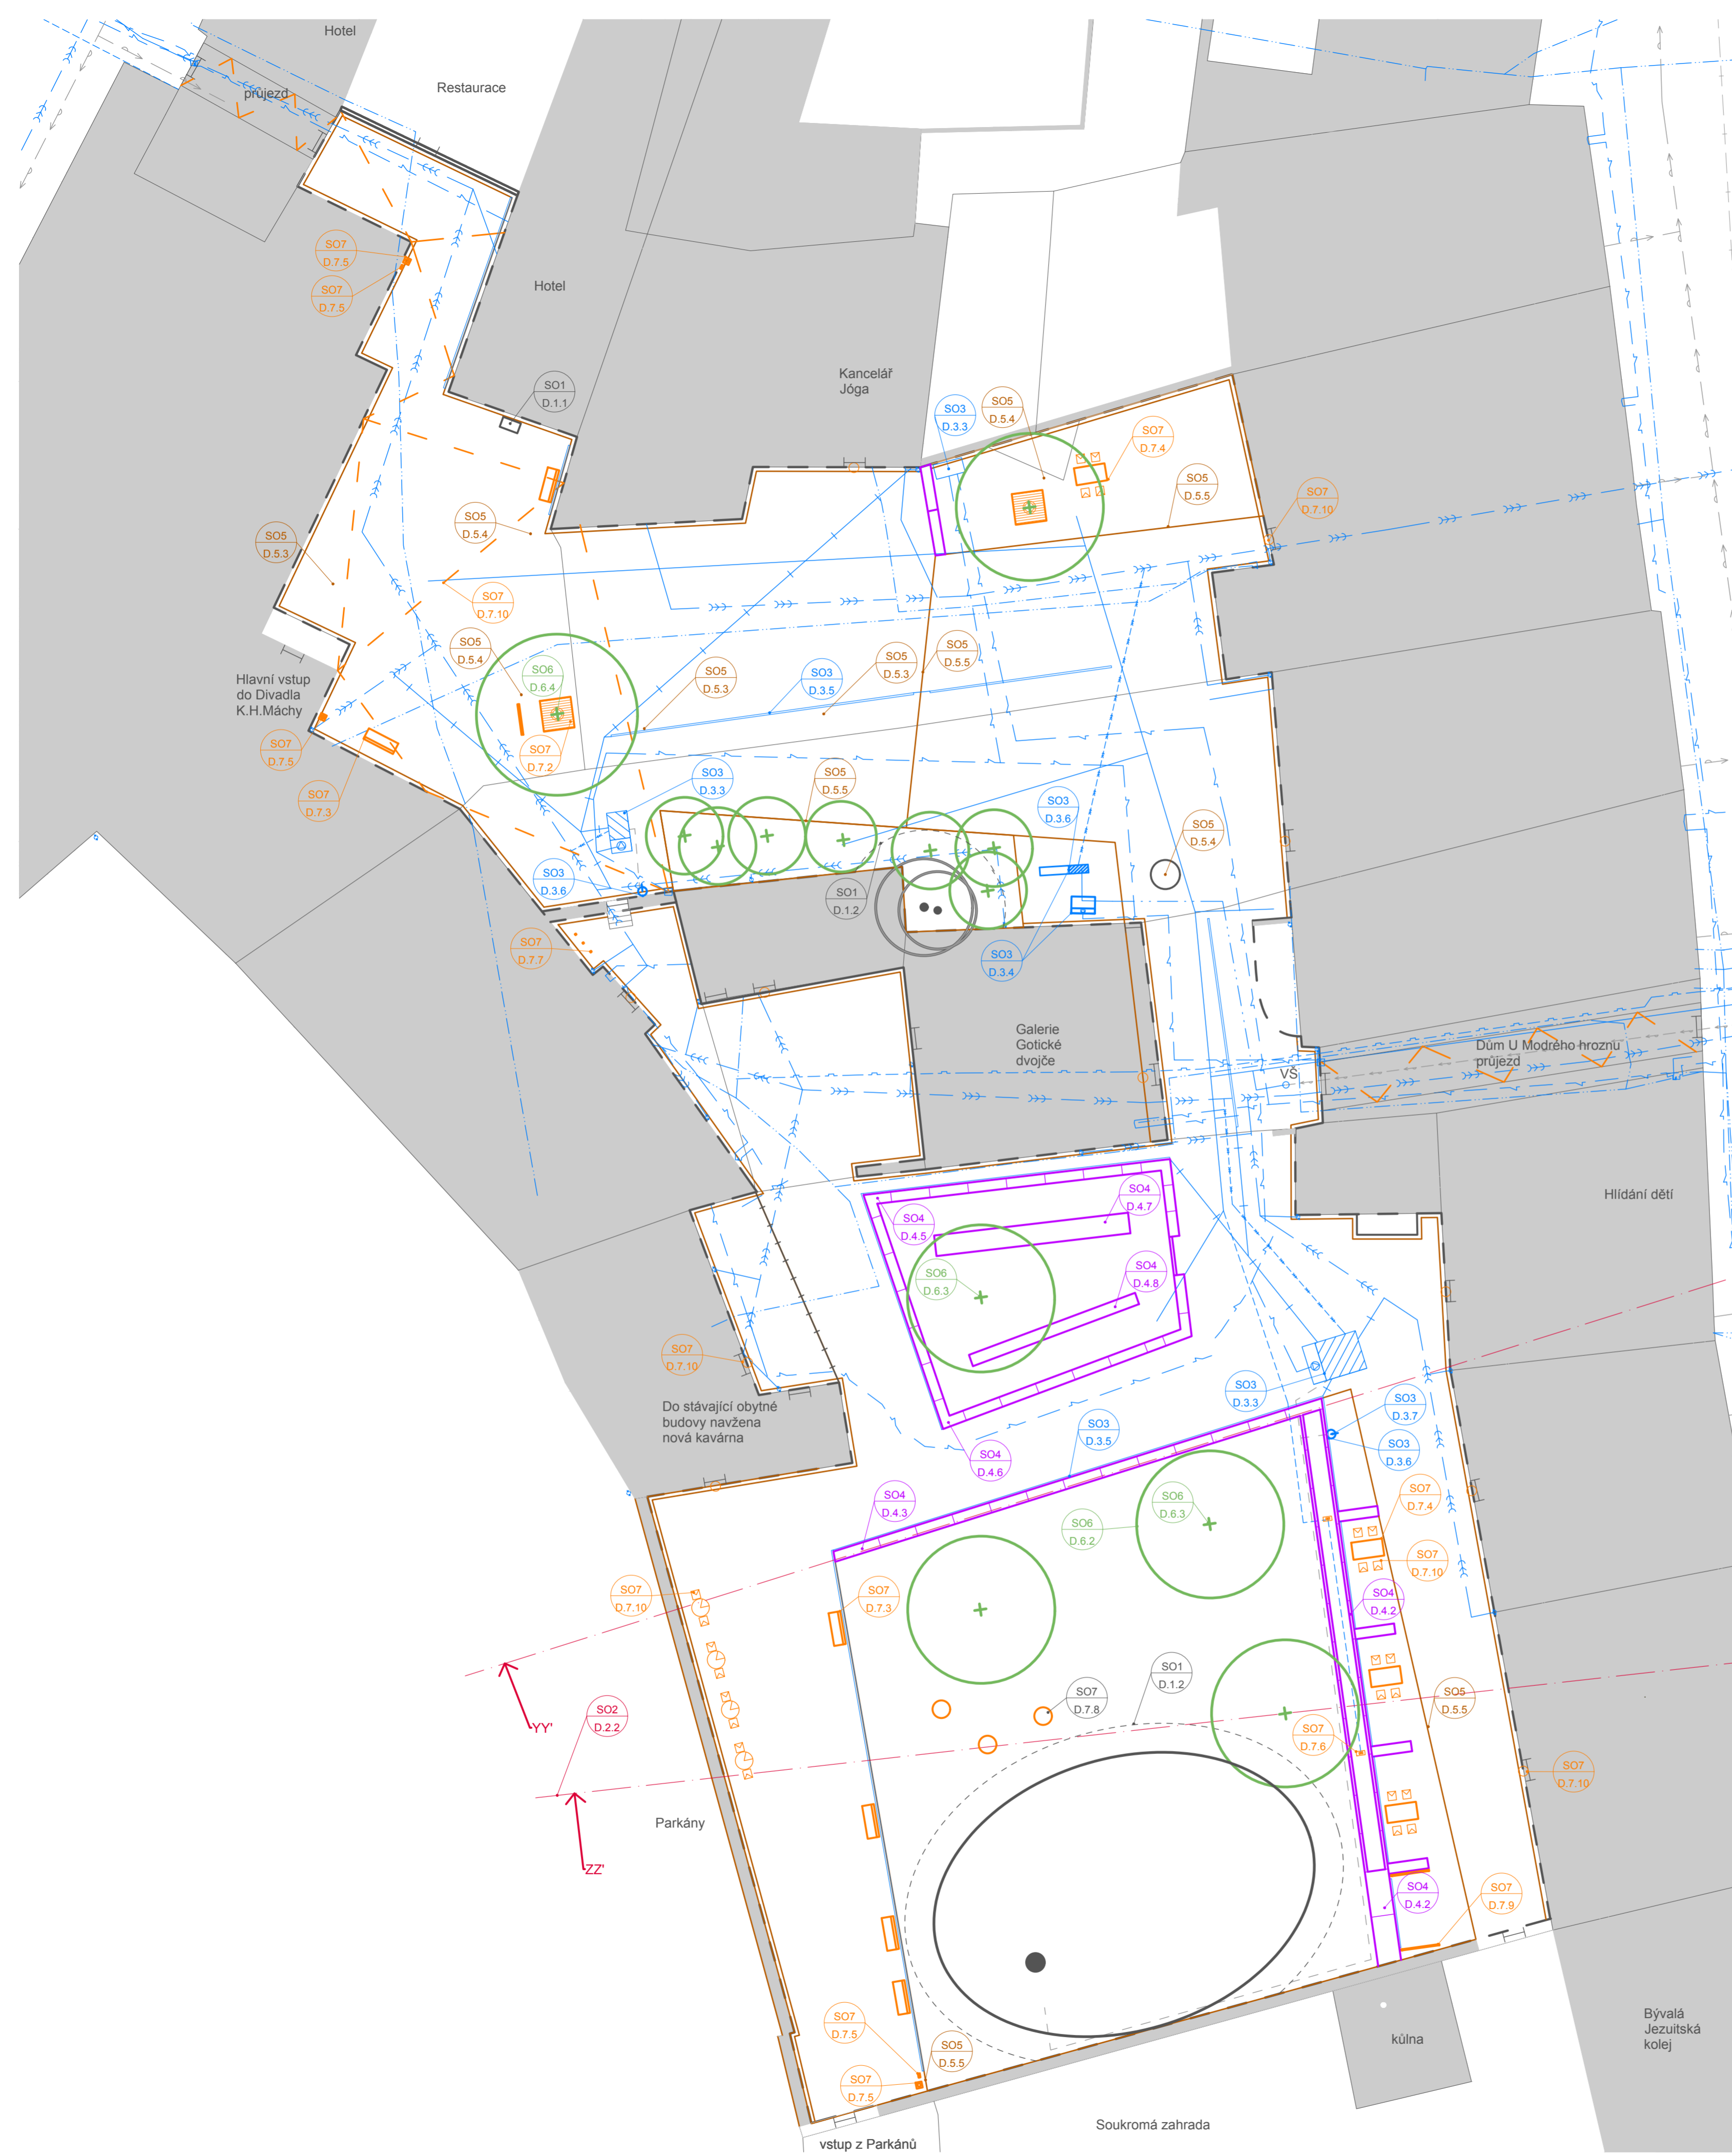 Hotel
Restaurace
průjezd
SO7
D.7.5
SO7
D.7.5
Hotel
SO1
D.1.1
Kancelář
Jóga
SO3
D.3.3
SO5
D.5.4
SO7
D.7.4
SO5
D.5.5
SO7
D.7.10
SO5
D.5.4
SO5
D.5.3
SO7
D.7.10
SO5
D.5.4
SO6
D.6.4
SO5
D.5.3
SO3
D.3.5
SO5
D.5.3
SO5
D.5.5
Hlavní vstup
do Divadla
K.H.Máchy
SO7
D.7.5
SO7
D.7.2
SO7
D.7.3
SO3
D.3.3
SO5
D.5.5
SO3
D.3.6
SO5
D.5.4
SO3
D.3.6
SO1
D.1.2
SO7
D.7.7
SO3
D.3.4
Galerie
Gotické
dvojče
VŠ
Dům U Modrého hroznu
průjezd
Hlídání dětí
SO4
D.4.5
SO4
D.4.7
SO6
D.6.3
SO4
D.4.8
SO7
D.7.10
Do stávající obytné
budovy navžena
nová kavárna
SO3
D.3.3
SO3
D.3.7
SO3
D.3.6
SO3
D.3.5
SO4
D.4.6
SO4
D.4.3
SO6
D.6.3
SO6
D.6.2
SO7
D.7.4
SO7
D.7.10
SO7
D.7.10
SO7
D.7.3
SO4
D.4.2
SO1
D.1.2
SO7
D.7.8
SO2
D.2.2
YY'
SO5
D.5.5
SO7
D.7.6
SO7
D.7.10
Parkány
ZZ'
SO4
D.4.2
SO7
D.7.9
SO7
D.7.5
SO5
D.5.5
SO7
D.7.5
kůlna
Bývalá
Jezuitská
kolej
Soukromá zahrada
vstup z Parkánů